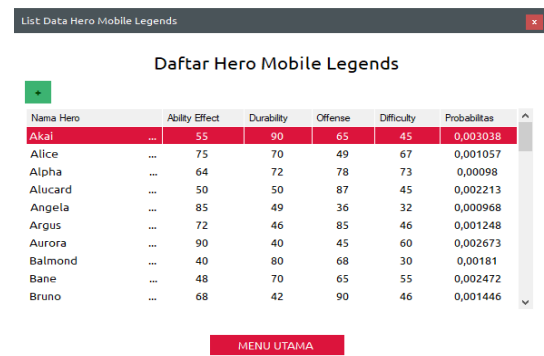 List Data Hero Mobile Legends x
Daftar Hero Mobile Legends
+
Nama Hero Ability Effect Durability Offense Difficulty Probabilitas
Akai ... 55 90 65 45 0,003038
Alice ... 75 70 49 67 0,001057
Alpha ... 64 72 78 73 0,00098
Alucard ... 50 50 87 45 0,002213
Angela ... 85 49 36 32 0,000968
Argus ... 72 46 85 46 0,001248
Aurora ... 90 40 45 60 0,002673
Balmond ... 40 80 68 30 0,00181
Bane ... 48 70 65 55 0,002472
Bruno ... 68 42 90 46 0,001446
MENU UTAMA